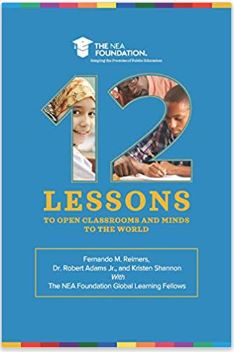 THE NEA
FOUNDATION.
Keeping the Promise of Public Education
12
LESSONS
TO OPEN CLASSROOMS AND MINDS
TO THE WORLD
Fernando M. Reimers,
Dr. Robert Adams Jr., and Kristen Shannon
With
The NEA Foundation Global Learning Fellows